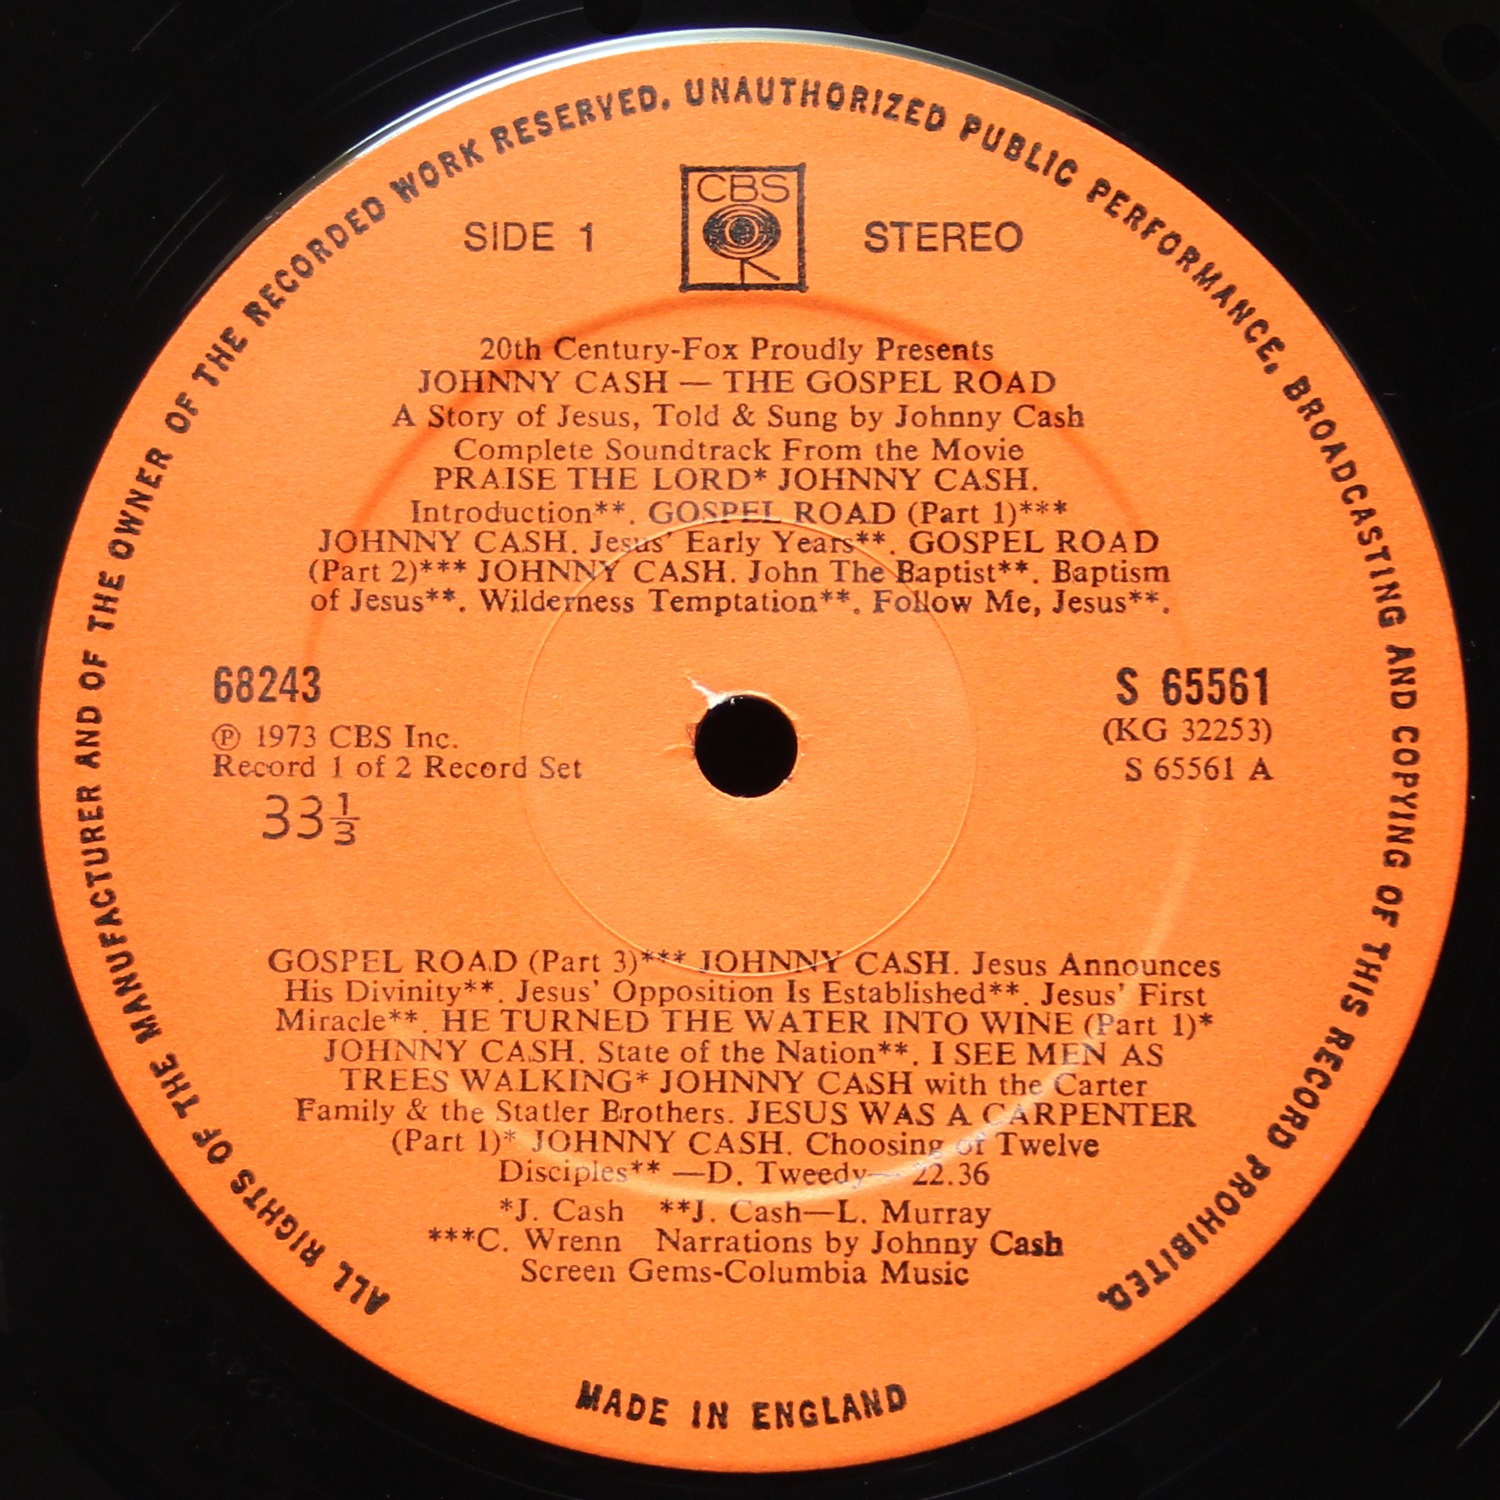 ALL RIGHTS OF THE MANUFACTURER AND OF THE OWNER OF THE RECORDED WORK RESERVED. UNAUTHORIZED PUBLIC PERFORMANCE, BROADCASTING AND COPYING OF THIS RECORD PROHIBITED.
CBS
SIDE 1
STEREO
20th Century-Fox Proudly Presents
JOHNNY CASH — THE GOSPEL ROAD
A Story of Jesus, Told & Sung by Johnny Cash
Complete Soundtrack From the Movie
PRAISE THE LORD* JOHNNY CASH.
Introduction**. GOSPEL ROAD (Part 1)***
JOHNNY CASH. Jesus' Early Years**. GOSPEL ROAD
(Part 2)*** JOHNNY CASH. John The Baptist**. Baptism
of Jesus**. Wilderness Temptation**. Follow Me, Jesus**.
68243
℗ 1973 CBS Inc.
Record 1 of 2 Record Set
33⅓
S 65561
(KG 32253)
S 65561 A
GOSPEL ROAD (Part 3)*** JOHNNY CASH. Jesus Announces
His Divinity**. Jesus' Opposition Is Established**. Jesus' First
Miracle**. HE TURNED THE WATER INTO WINE (Part 1)*
JOHNNY CASH. State of the Nation**. I SEE MEN AS
TREES WALKING* JOHNNY CASH with the Carter
Family & the Statler Brothers. JESUS WAS A CARPENTER
(Part 1)* JOHNNY CASH. Choosing of Twelve
Disciples** —D. Tweedy— 22.36
*J. Cash **J. Cash—L. Murray
***C. Wrenn Narrations by Johnny Cash
Screen Gems-Columbia Music
MADE IN ENGLAND